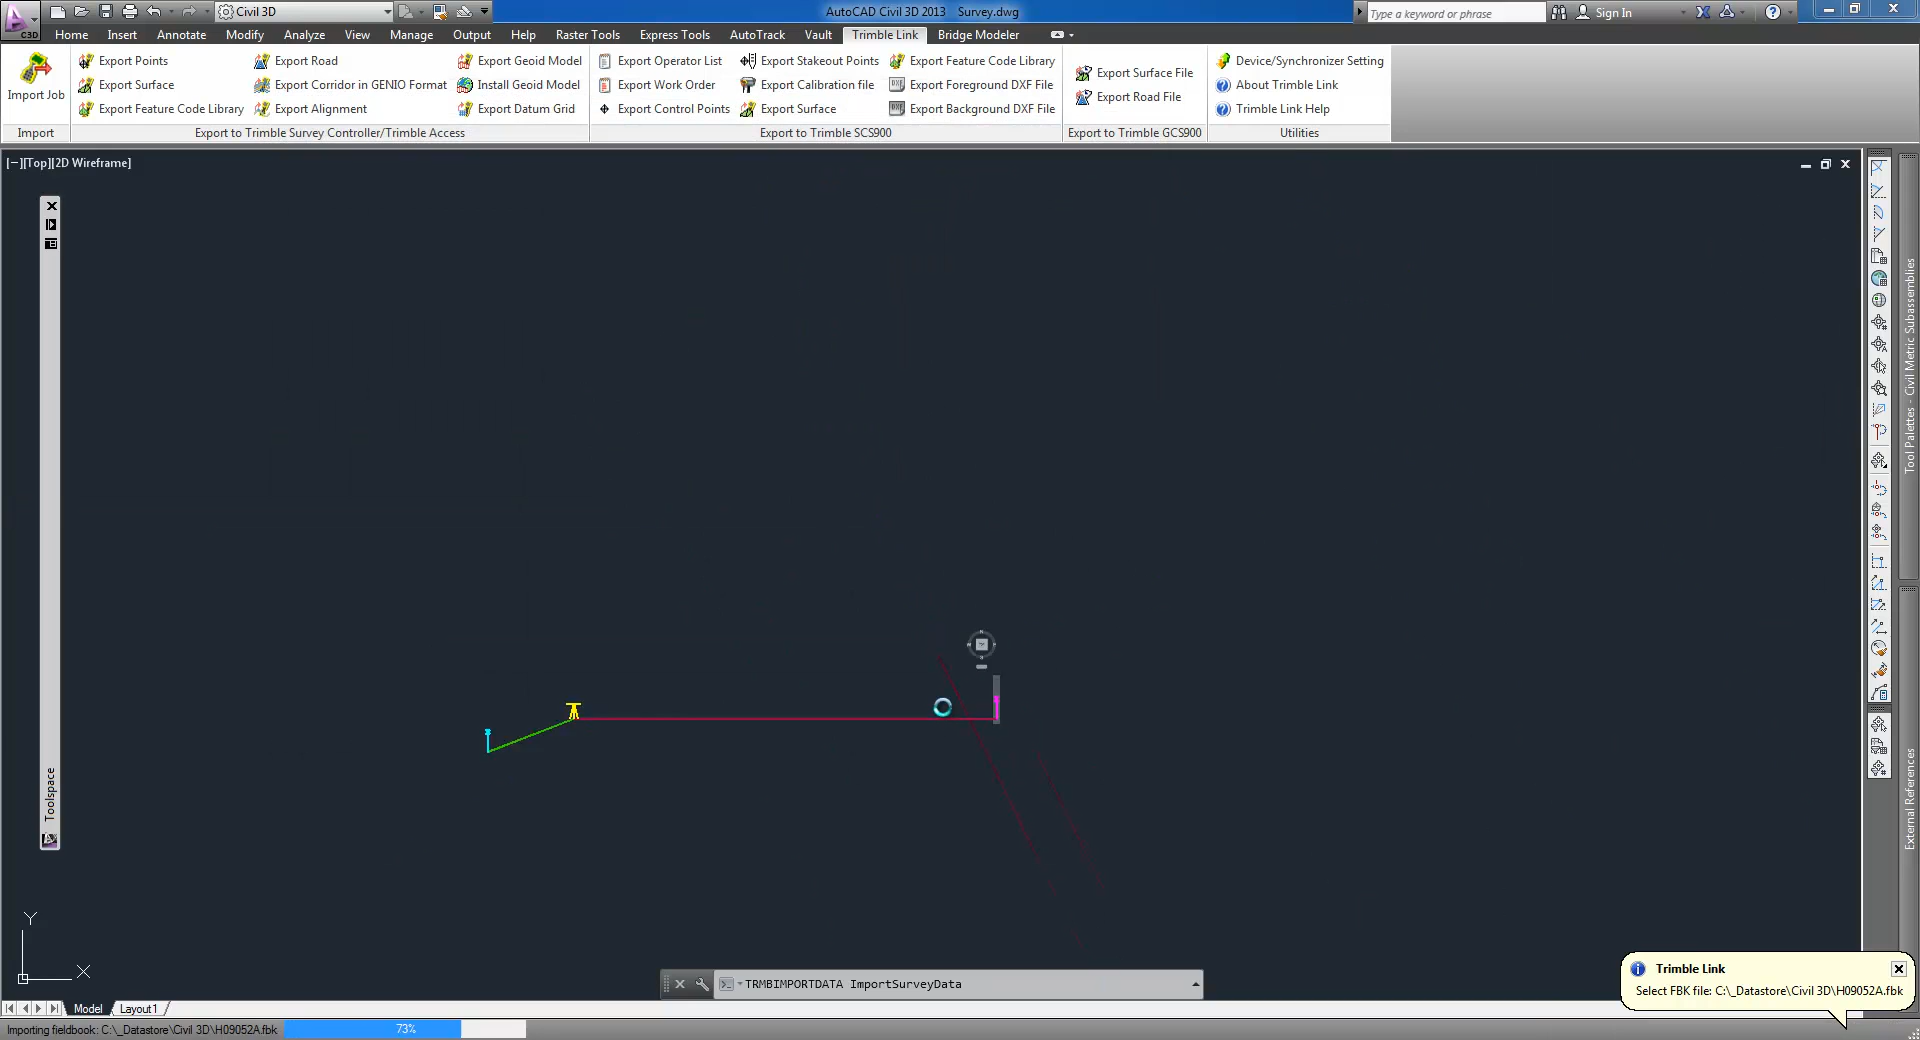 Civil 3D
AutoCAD Civil 3D 2013 Survey.dwg
Type a keyword or phrase
Sign In
C3D
Home Insert Annotate Modify Analyze View Manage Output Help Raster Tools Express Tools AutoTrack Vault Trimble Link Bridge Modeler
Import Job
Import
Export Points
Export Surface
Export Feature Code Library
Export Road
Export Corridor in GENIO Format
Export Alignment
Export Geoid Model
Install Geoid Model
Export Datum Grid
Export to Trimble Survey Controller/Trimble Access
Export Operator List
Export Work Order
Export Control Points
Export Stakeout Points
Export Calibration file
Export Surface
Export Feature Code Library
Export Foreground DXF File
Export Background DXF File
Export to Trimble SCS900
Export Surface File
Export Road File
Export to Trimble GCS900
Device/Synchronizer Setting
About Trimble Link
Trimble Link Help
Utilities
[−][Top][2D Wireframe]
Toolspace
Tool Palettes - Civil Metric Subassemblies
External References
Y
X
TRMBIMPORTDATA ImportSurveyData
Trimble Link
Select FBK file: C:\_Datastore\Civil 3D\H09052A.fbk
Model Layout1
Importing fieldbook: C:\_Datastore\Civil 3D\H09052A.fbk 73%